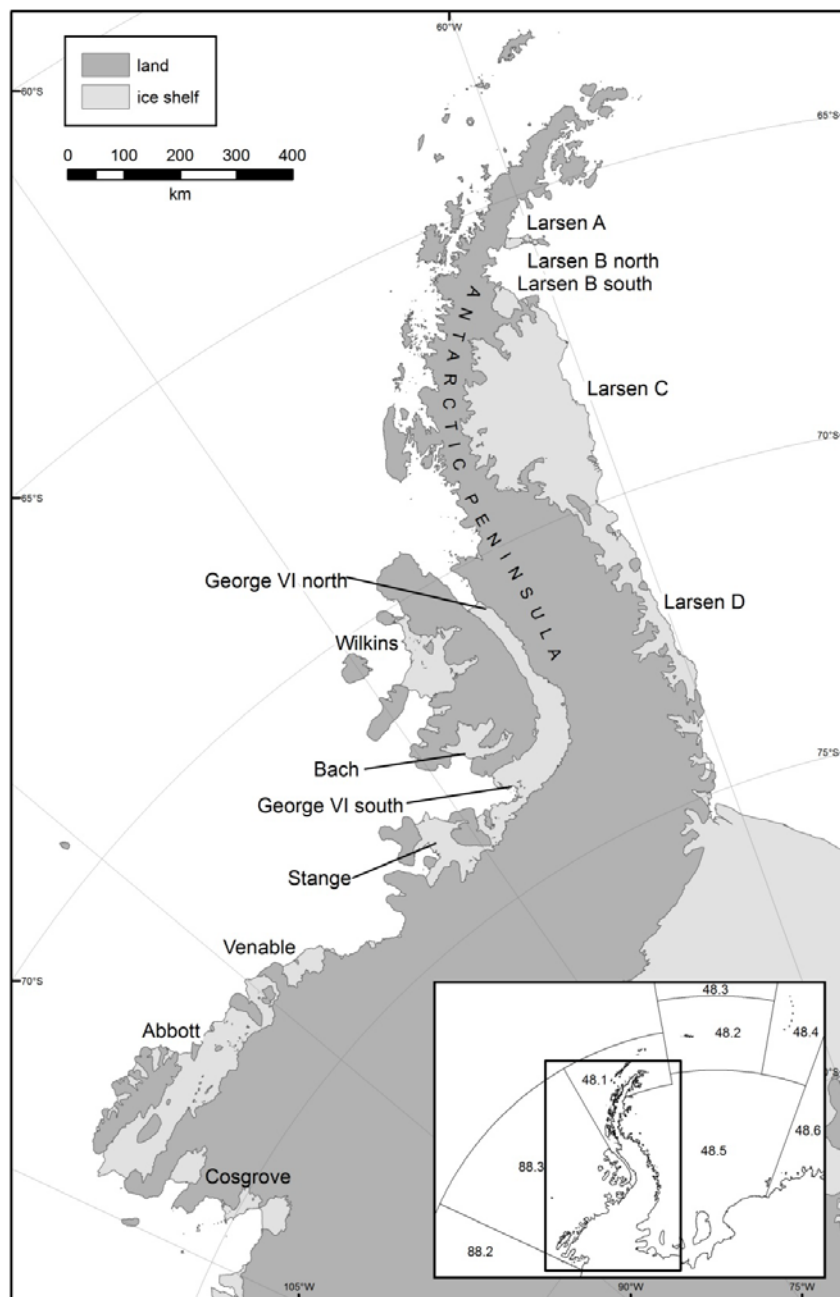 60°W
60°S
65°S
land
ice shelf
0 100 200 300 400
km
Larsen A
Larsen B north
Larsen B south
ANTARCTIC PENINSULA
Larsen C
70°S
65°S
George VI north
Larsen D
Wilkins
75°S
Bach
George VI south
Stange
Venable
70°S
Abbott
Cosgrove
48.3
48.2
48.4
48.1
48.6
48.5
88.3
88.2
105°W
90°W
75°W